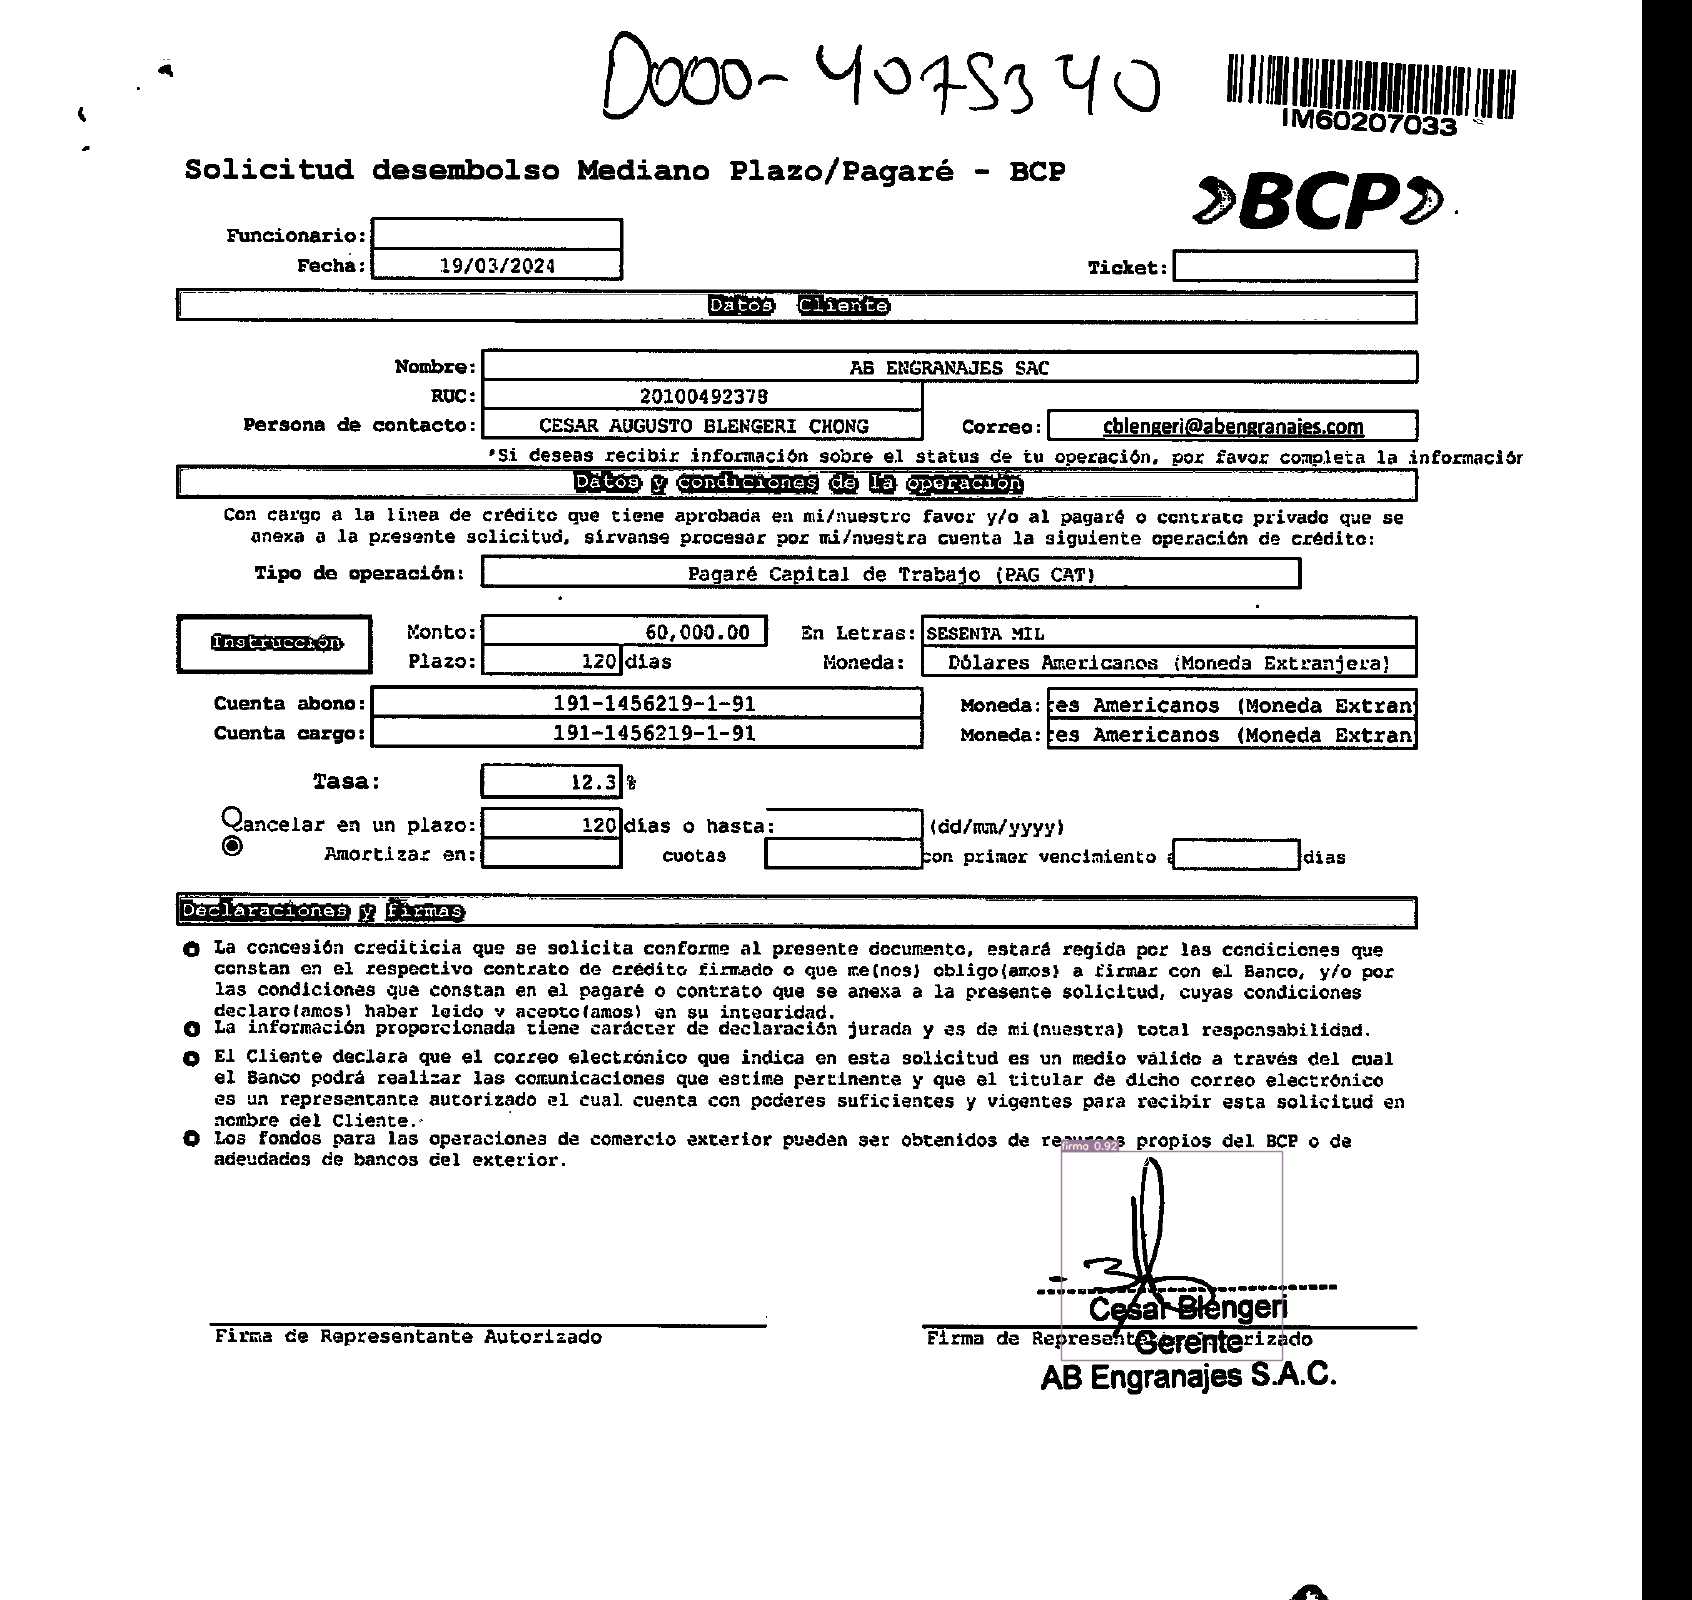 D000-4075340
IM60207033
Solicitud desembolso Mediano Plazo/Pagaré - BCP
BCP
Funcionario:
Fecha: 19/03/2024
Ticket:
Datos Cliente
Nombre: AB ENGRANAJES SAC
RUC: 20100492378
Persona de contacto: CESAR AUGUSTO BLENGERI CHONG Correo: cblengeri@abengranajes.com
*Si deseas recibir información sobre el status de tu operación, por favor completa la informaciór
Datos y condiciones de la operación
Con cargo a la linea de crédito que tiene aprobada en mi/nuestro favor y/o al pagaré o contrato privado que se
anexa a la presente solicitud, sírvanse procesar por mi/nuestra cuenta la siguiente operación de crédito:
Tipo de operación: Pagaré Capital de Trabajo (PAG CAT)
Instrucción
Monto: 60,000.00 En Letras: SESENTA MIL
Plazo: 120 días Moneda: Dólares Americanos (Moneda Extranjera)
Cuenta abono: 191-1456219-1-91 Moneda: es Americanos (Moneda Extran
Cuenta cargo: 191-1456219-1-91 Moneda: es Americanos (Moneda Extran
Tasa: 12.3 %
ancelar en un plazo: 120 días o hasta: (dd/mm/yyyy)
Amortizar en: cuotas con primer vencimiento a días
Declaraciones y firmas
La concesión crediticia que se solicita conforme al presente documento, estará regida por las condiciones que
constan en el respectivo contrato de crédito firmado o que me(nos) obligo(amos) a firmar con el Banco, y/o por
las condiciones que constan en el pagaré o contrato que se anexa a la presente solicitud, cuyas condiciones
declaro(amos) haber leido y acepto(amos) en su integridad.
La información proporcionada tiene carácter de declaración jurada y es de mi(nuestra) total responsabilidad.
El Cliente declara que el correo electrónico que indica en esta solicitud es un medio válido a través del cual
el Banco podrá realizar las comunicaciones que estime pertinente y que el titular de dicho correo electrónico
es un representante autorizado el cual cuenta con poderes suficientes y vigentes para recibir esta solicitud en
nombre del Cliente.
Los fondos para las operaciones de comercio exterior pueden ser obtenidos de recursos propios del BCP o de
adeudados de bancos del exterior.
firma 0.92
Cesar Blengeri
Firma de Representante Autorizado
Firma de Representante Autorizado
Gerente
AB Engranajes S.A.C.